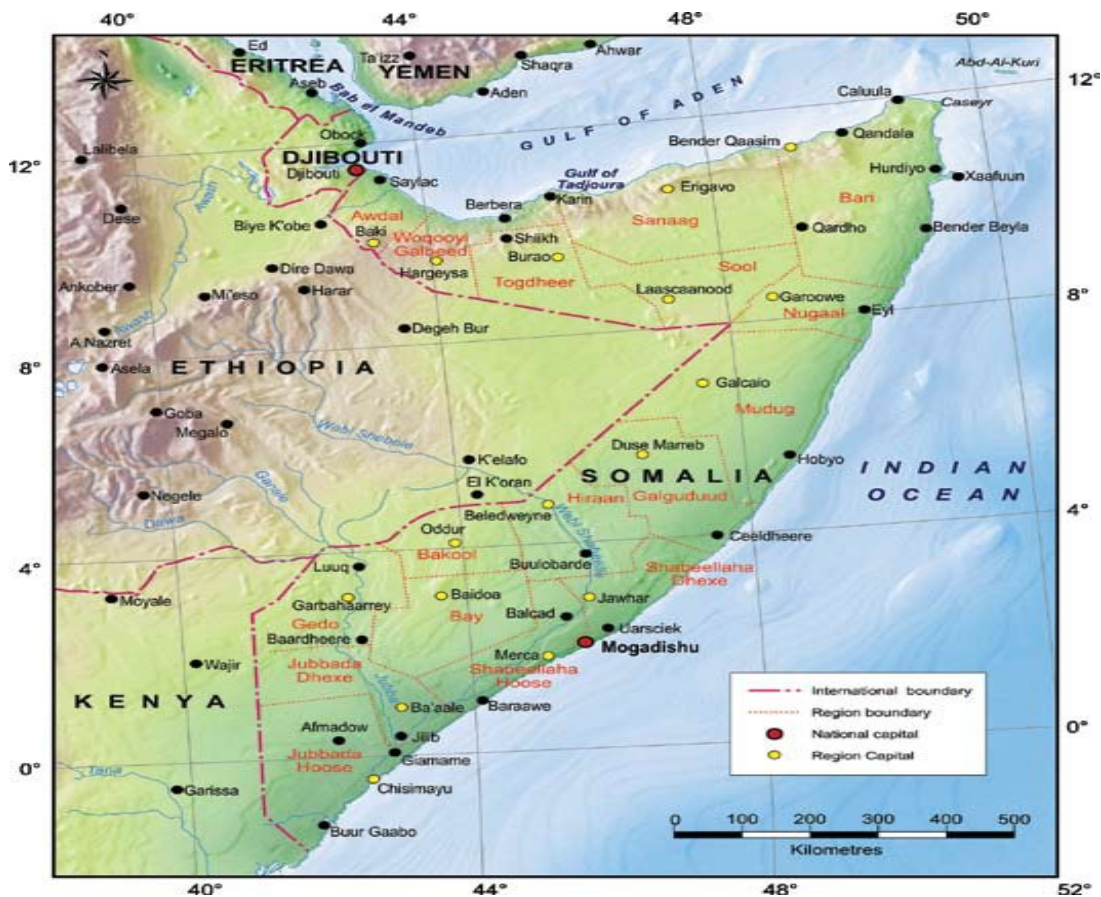 40°
44°
48°
50°
Ed
Ta'izz
Ahwar
Shaqra
ERITREA
YEMEN
Abd-Al-Kuri
Aseb
Aden
12°
Bab el Mandeb
GULF OF ADEN
Caluula
Caseyr
Obock
Bender Qaasim
Qandala
Lalibela
12°
DJIBOUTI
Djibouti
Saylac
Gulf of
Tadjoura
Hurdiyo
Xaafuun
Erigavo
Karin
Bari
Awash
Dese
Berbera
Sanaag
Awdal
Biye K'obe
Baki
Woqooyi
Galbeed
Shiikh
Qardho
Bender Beyla
Burao
Hargeysa
Dire Dawa
Sool
Togdheer
Ankober
Mi'eso
Harar
Laascaanood
Garoowe
8°
Nugaal
Eyl
Awash
A.Nazret
Degeh Bur
8°
Asela
ETHIOPIA
Galcaio
Mudug
Goba
Megalo
Wabi Shebele
Duse Marreb
Hobyo
K'elafo
SOMALIA
INDIAN
OCEAN
El K'oran
Negele
Ganale
Hiraan
Galguduud
Beledweyne
Dawa
Oddur
Wabi Shebele
Ceeldheere
4°
Bakool
4°
Luuq
Buulobarde
Shabeellaha
Dhexe
Moyale
Garbahaarrey
Baidoa
Jawhar
Gedo
Bay
Balcad
Uarsciek
Baardheere
Mogadishu
Merca
Wajir
Jubbada
Dhexe
Shabeellaha
Hoose
KENYA
Jubba
Ba'aale
Baraawe
International boundary
Region boundary
National capital
Region Capital
Afmadow
Jilib
0°
Jubbada
Hoose
Giamame
0°
Tana
Garissa
Chisimayu
Buur Gaabo
0 100 200 300 400 500
Kilometres
40°
44°
48°
52°